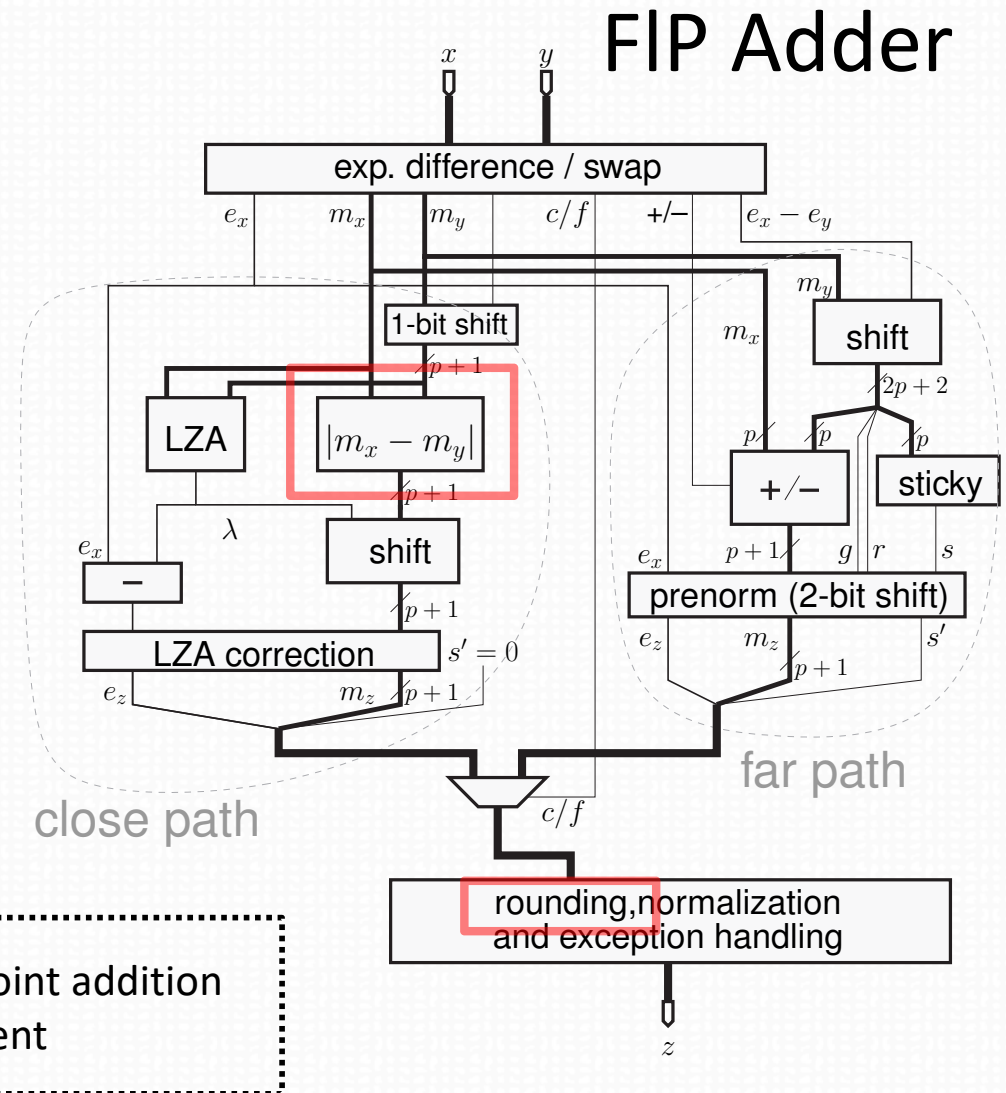 FlP Adder
x y
exp. difference / swap
e_x m_x m_y c/f +/− e_x − e_y
m_y
1-bit shift
shift
m_x
p + 1
2p + 2
LZA
|m_x − m_y|
p p p
+/−
sticky
p + 1
λ
shift
e_x
−
e_x p + 1 g r s
p + 1
prenorm (2-bit shift)
LZA correction
s′ = 0
e_z m_z s′
p + 1
e_z m_z p + 1
far path
close path
c/f
rounding,normalization
and exception handling
oint addition
ent
z